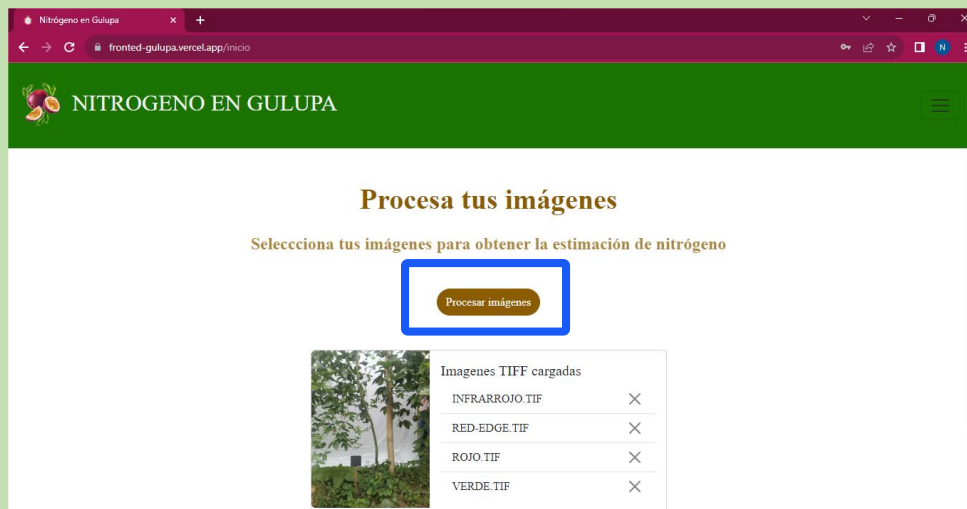 Nitrógeno en Gulupa
fronted-gulupa.vercel.app/inicio
N
NITROGENO EN GULUPA
Procesa tus imágenes
Seleccciona tus imágenes para obtener la estimación de nitrógeno
Procesar imágenes
Imagenes TIFF cargadas
INFRARROJO.TIF
RED-EDGE.TIF
ROJO.TIF
VERDE.TIF